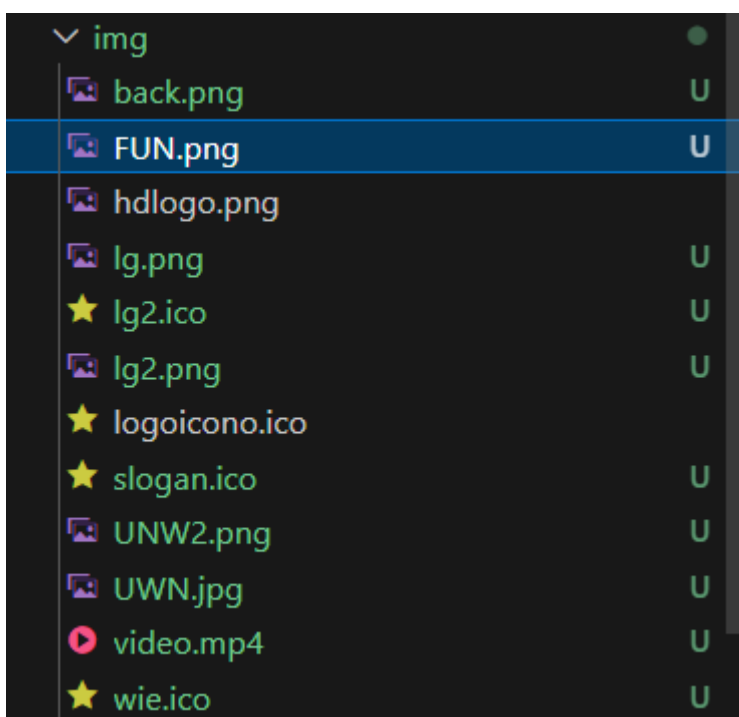 img
back.png U
FUN.png U
hdlogo.png
lg.png U
lg2.ico U
lg2.png U
logoicono.ico
slogan.ico U
UNW2.png U
UWN.jpg U
video.mp4 U
wie.ico U